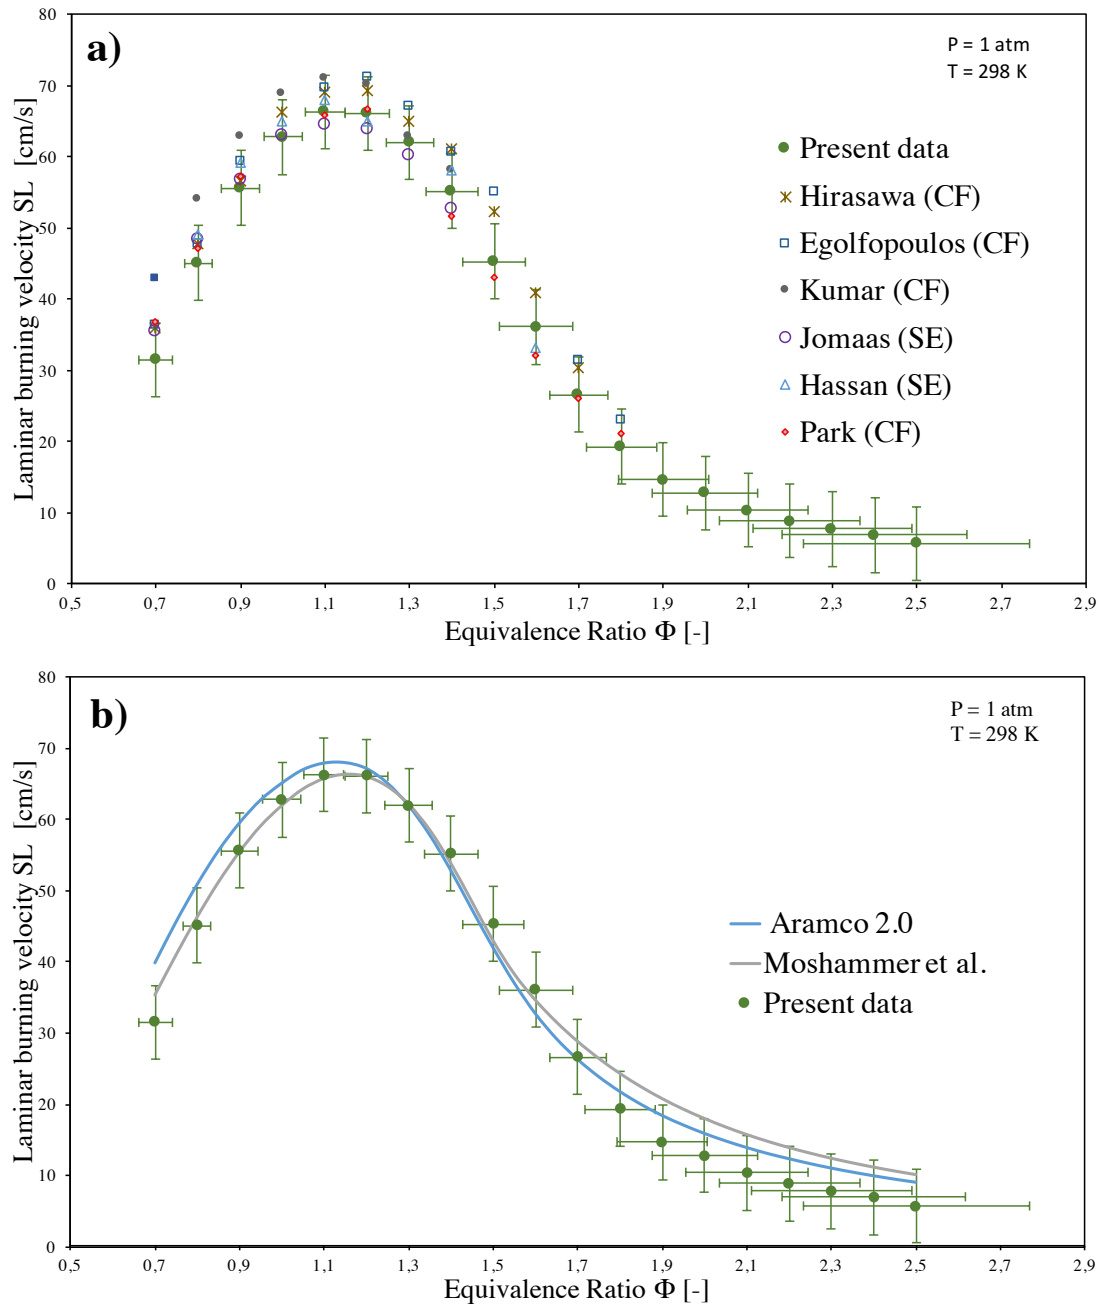 a)
P = 1 atm
T = 298 K
Laminar burning velocity SL [cm/s]
80
70
60
50
40
30
20
10
0
Present data
Hirasawa (CF)
Egolfopoulos (CF)
Kumar (CF)
Jomaas (SE)
Hassan (SE)
Park (CF)
0,5 0,7 0,9 1,1 1,3 1,5 1,7 1,9 2,1 2,3 2,5 2,7 2,9
Equivalence Ratio Φ [-]
b)
P = 1 atm
T = 298 K
Laminar burning velocity SL [cm/s]
80
70
60
50
40
30
20
10
0
Aramco 2.0
Moshammer et al.
Present data
0,5 0,7 0,9 1,1 1,3 1,5 1,7 1,9 2,1 2,3 2,5 2,7 2,9
Equivalence Ratio Φ [-]